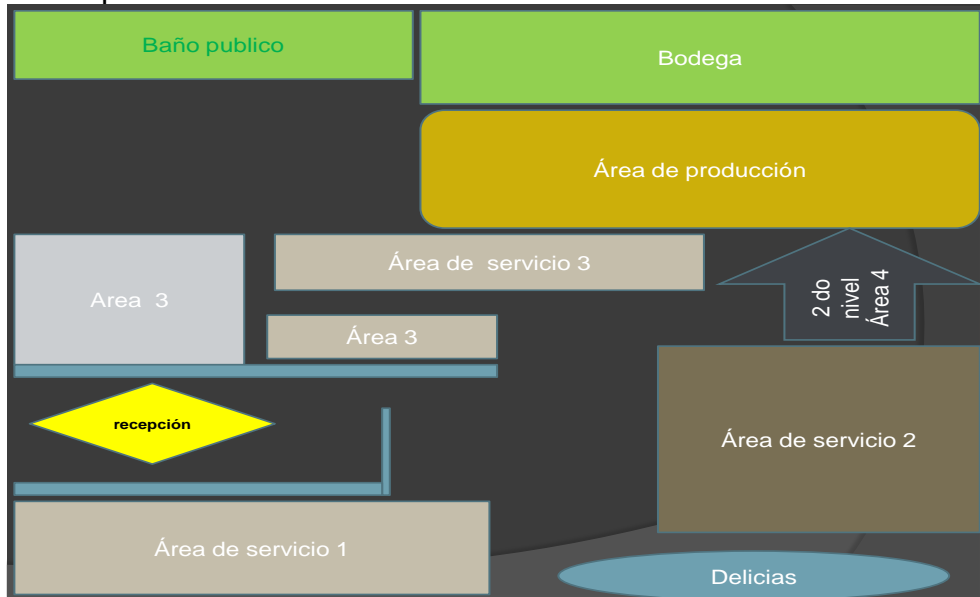 Baño publico
Bodega
Área de producción
Área de  servicio 3
Area  3
2 do
nivel
Área 4
Área 3
recepción
Área de servicio 2
Área de servicio 1
Delicias